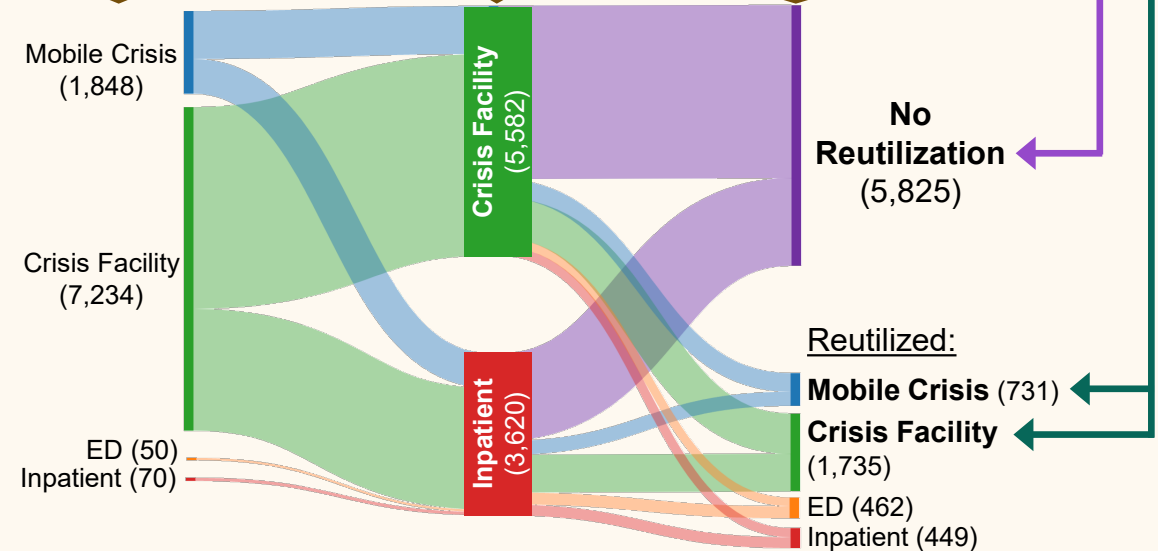 Mobile Crisis
(1,848)
Crisis Facility
(7,234)
ED (50)
Inpatient (70)
Crisis Facility
(5,582)
Inpatient
(3,620)
No
Reutilization
(5,825)
Reutilized:
Mobile Crisis (731)
Crisis Facility
(1,735)
ED (462)
Inpatient (449)